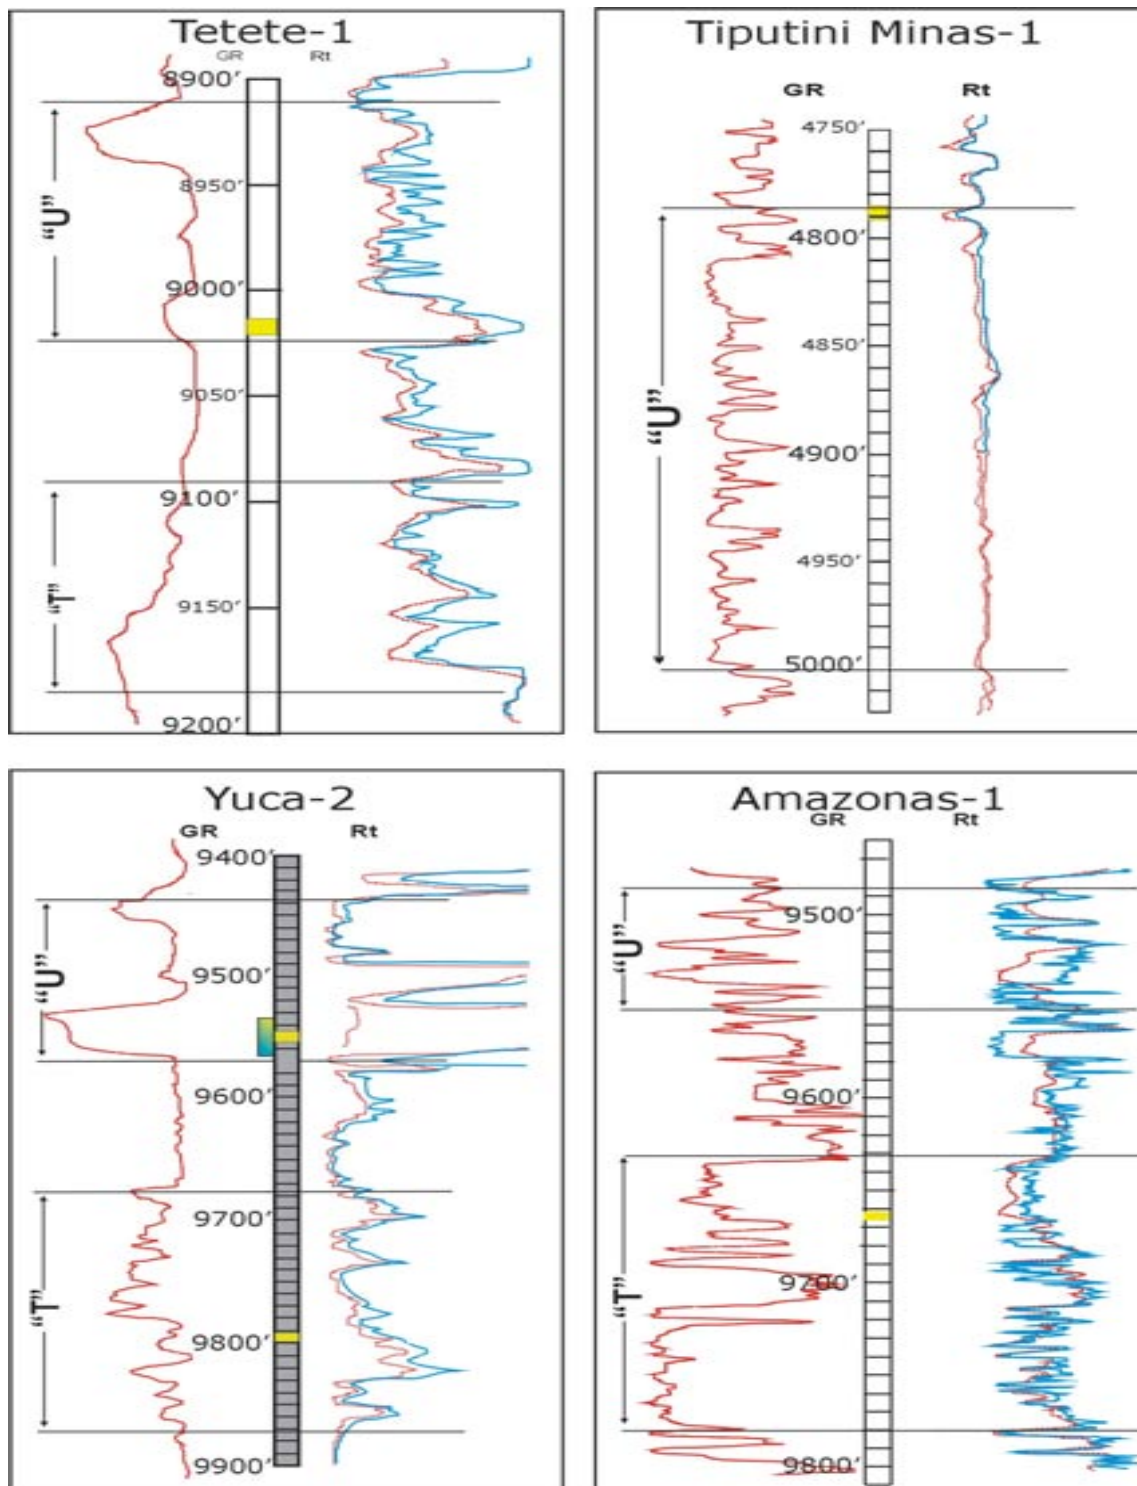 Tetete-1
GR Rt
8900'
8950'
9000'
9050'
9100'
9150'
9200'
"U"
"T"
Tiputini Minas-1
GR Rt
4750'
4800'
4850'
4900'
4950'
5000'
"U"
Yuca-2
GR Rt
9400'
9500'
9600'
9700'
9800'
9900'
"U"
"T"
Amazonas-1
GR Rt
9500'
9600'
9700'
9800'
"U"
"T"